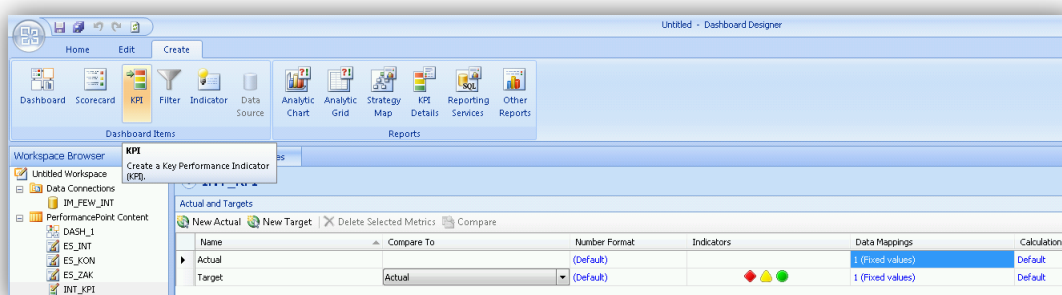 Untitled - Dashboard Designer
Home Edit Create
Dashboard Scorecard KPI Filter Indicator Data Source Analytic Chart Analytic Grid Strategy Map KPI Details Reporting Services Other Reports
Dashboard Items Reports
Workspace Browser
KPI
Create a Key Performance Indicator
(KPI).
Untitled Workspace
Data Connections
IM_FEW_INT
PerformancePoint Content
DASH_1
ES_INT
ES_KON
ES_ZAK
INT_KPI
Actual and Targets
New Actual New Target Delete Selected Metrics Compare
Name Compare To Number Format Indicators Data Mappings Calculation
Actual (Default) 1 (Fixed values) Default
Target Actual (Default) 1 (Fixed values) Default